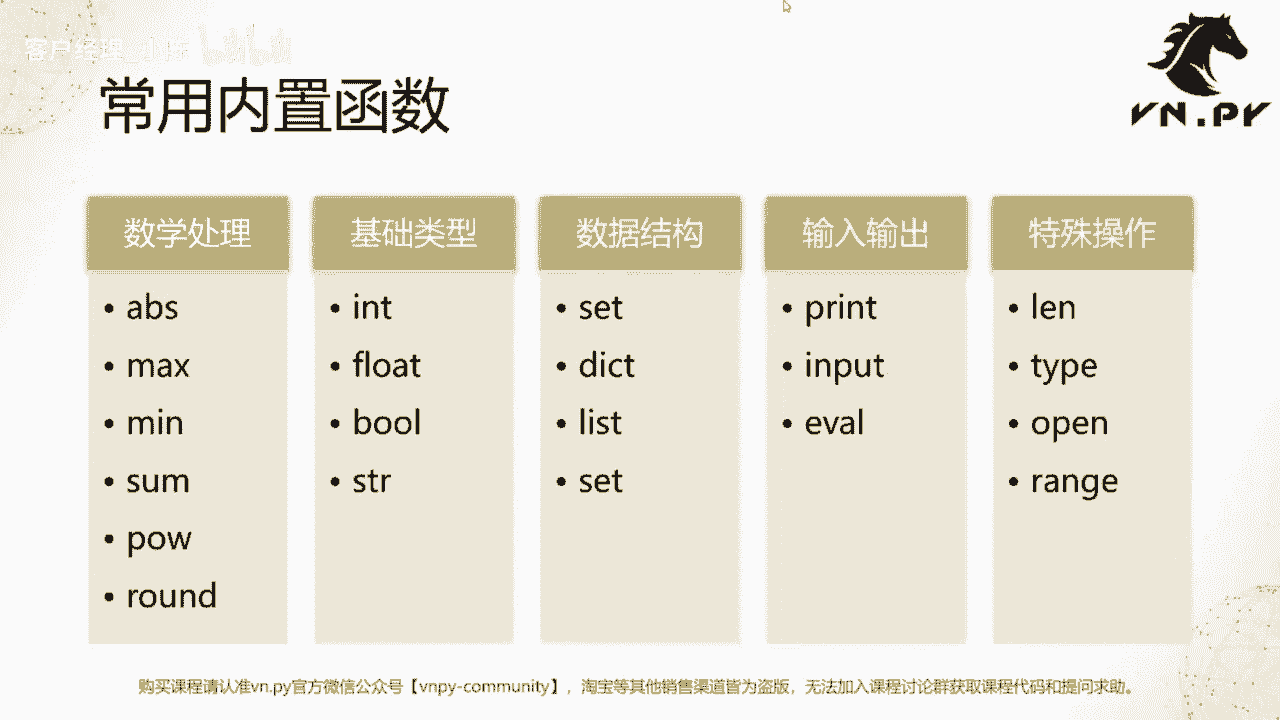 客户经理
常用内置函数
VN.PY
数学处理
• abs
• max
• min
• sum
• pow
• round
基础类型
• int
• float
• bool
• str
数据结构
• set
• dict
• list
• set
输入输出
• print
• input
• eval
特殊操作
• len
• type
• open
• range
购买课程请认准vn.py官方微信公众号【vnpy-community】，淘宝等其他销售渠道皆为盗版，无法加入课程讨论群获取课程代码和提问求助。